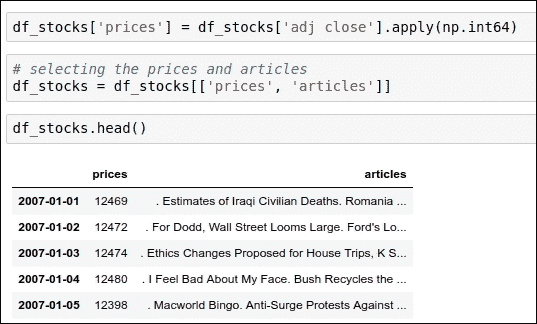 df_stocks['prices'] = df_stocks['adj close'].apply(np.int64)
# selecting the prices and articles
df_stocks = df_stocks[['prices', 'articles']]
df_stocks.head()
prices articles
2007-01-01 12469 . Estimates of Iraqi Civilian Deaths. Romania ...
2007-01-02 12472 . For Dodd, Wall Street Looms Large. Ford's Lo...
2007-01-03 12474 . Ethics Changes Proposed for House Trips, K S...
2007-01-04 12480 . I Feel Bad About My Face. Bush Recycles the ...
2007-01-05 12398 . Macworld Bingo. Anti-Surge Protests Against ...